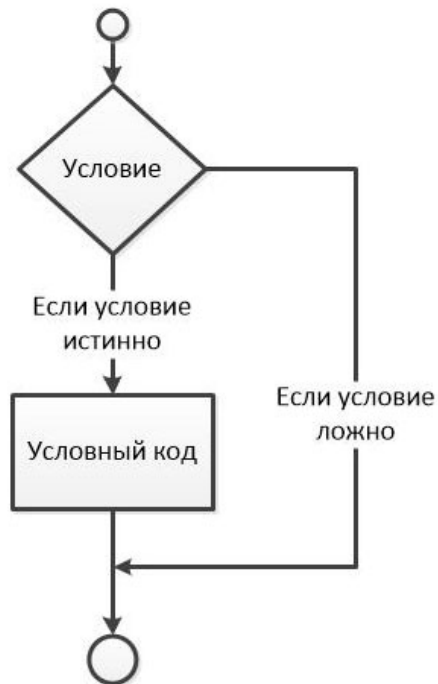 Условие
Если условие
истинно
Условный код
Если условие
ложно